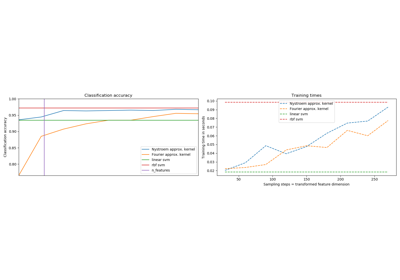 Classification accuracy
Classification accuracy
1.00
0.95
0.90
0.85
0.80
Nystroem approx. kernel
Fourier approx. kernel
linear svm
rbf svm
n_features
Training times
Training time in seconds
0.10
0.09
0.08
0.07
0.06
0.05
0.04
0.03
0.02
Nystroem approx. kernel
Fourier approx. kernel
linear svm
rbf svm
50
100
150
200
250
Sampling steps = transformed feature dimension